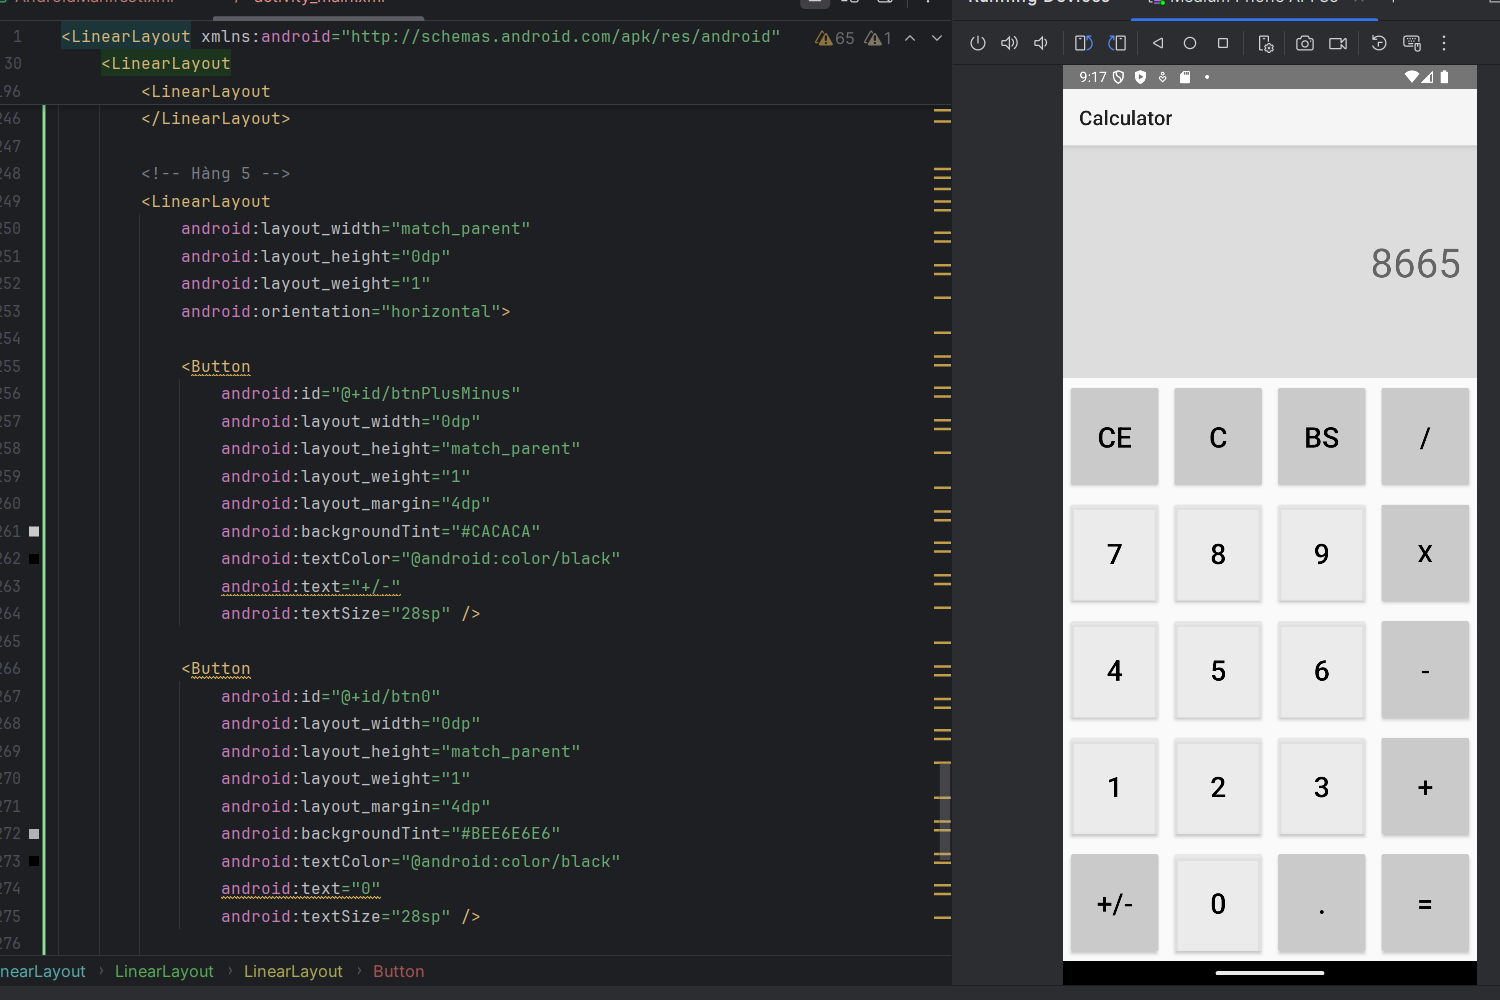 1 <LinearLayout xmlns:android="http://schemas.android.com/apk/res/android" 65 1
30 <LinearLayout
<LinearLayout
246 </LinearLayout>
247
248 <!-- Hàng 5 -->
249 <LinearLayout
250 android:layout_width="match_parent"
251 android:layout_height="0dp"
252 android:layout_weight="1"
253 android:orientation="horizontal">
254
255 <Button
256 android:id="@+id/btnPlusMinus"
257 android:layout_width="0dp"
258 android:layout_height="match_parent"
259 android:layout_weight="1"
260 android:layout_margin="4dp"
261 android:backgroundTint="#CACACA"
262 android:textColor="@android:color/black"
263 android:text="+/-"
264 android:textSize="28sp" />
265
266 <Button
267 android:id="@+id/btn0"
268 android:layout_width="0dp"
269 android:layout_height="match_parent"
270 android:layout_weight="1"
271 android:layout_margin="4dp"
272 android:backgroundTint="#BEE6E6E6"
273 android:textColor="@android:color/black"
274 android:text="0"
275 android:textSize="28sp" />
276
nearLayout › LinearLayout › LinearLayout › Button
9:17
Calculator
8665
CE C BS /
7 8 9 X
4 5 6 -
1 2 3 +
+/- 0 . =